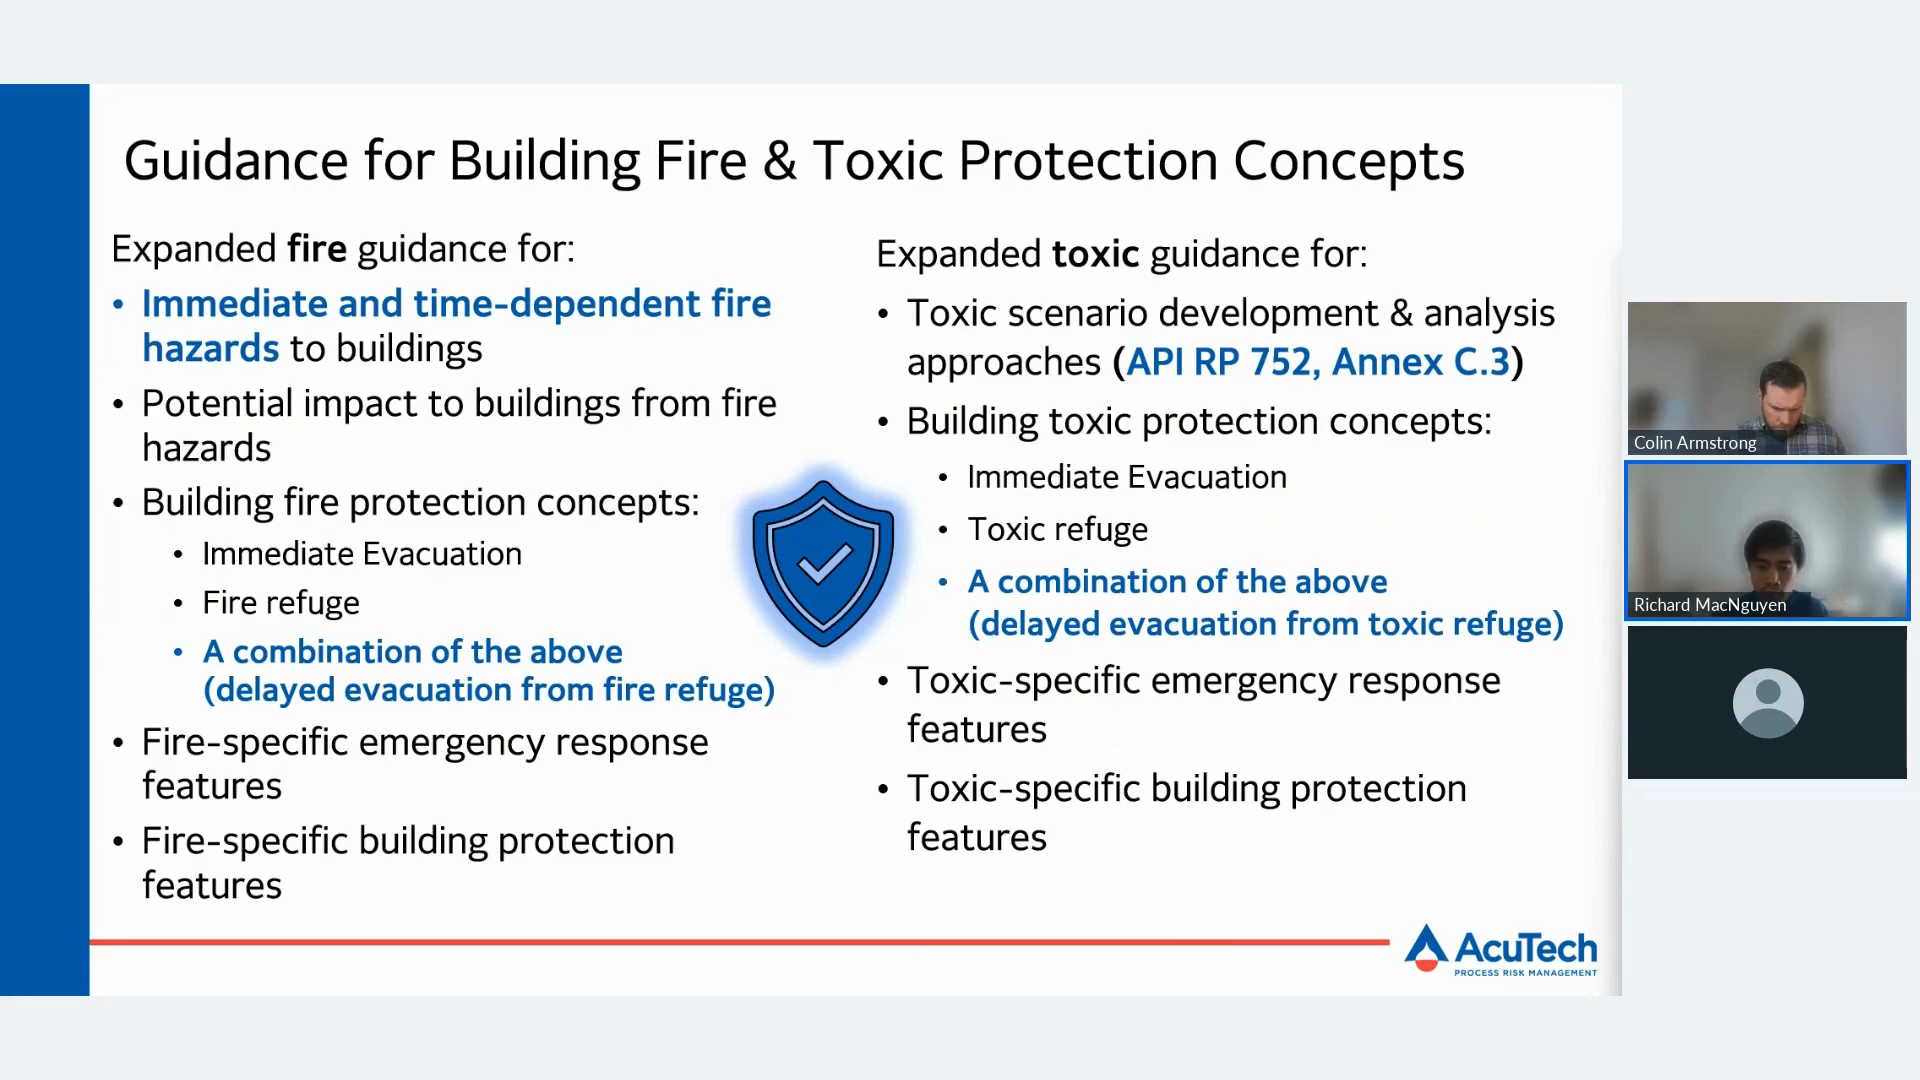 Guidance for Building Fire & Toxic Protection Concepts
Expanded fire guidance for:
• Immediate and time-dependent fire
hazards to buildings
• Potential impact to buildings from fire
hazards
• Building fire protection concepts:
• Immediate Evacuation
• Fire refuge
• A combination of the above
(delayed evacuation from fire refuge)
• Fire-specific emergency response
features
• Fire-specific building protection
features
Expanded toxic guidance for:
• Toxic scenario development & analysis
approaches (API RP 752, Annex C.3)
• Building toxic protection concepts:
• Immediate Evacuation
• Toxic refuge
• A combination of the above
(delayed evacuation from toxic refuge)
• Toxic-specific emergency response
features
• Toxic-specific building protection
features
AcuTech
PROCESS RISK MANAGEMENT
Colin Armstrong
Richard MacNguyen